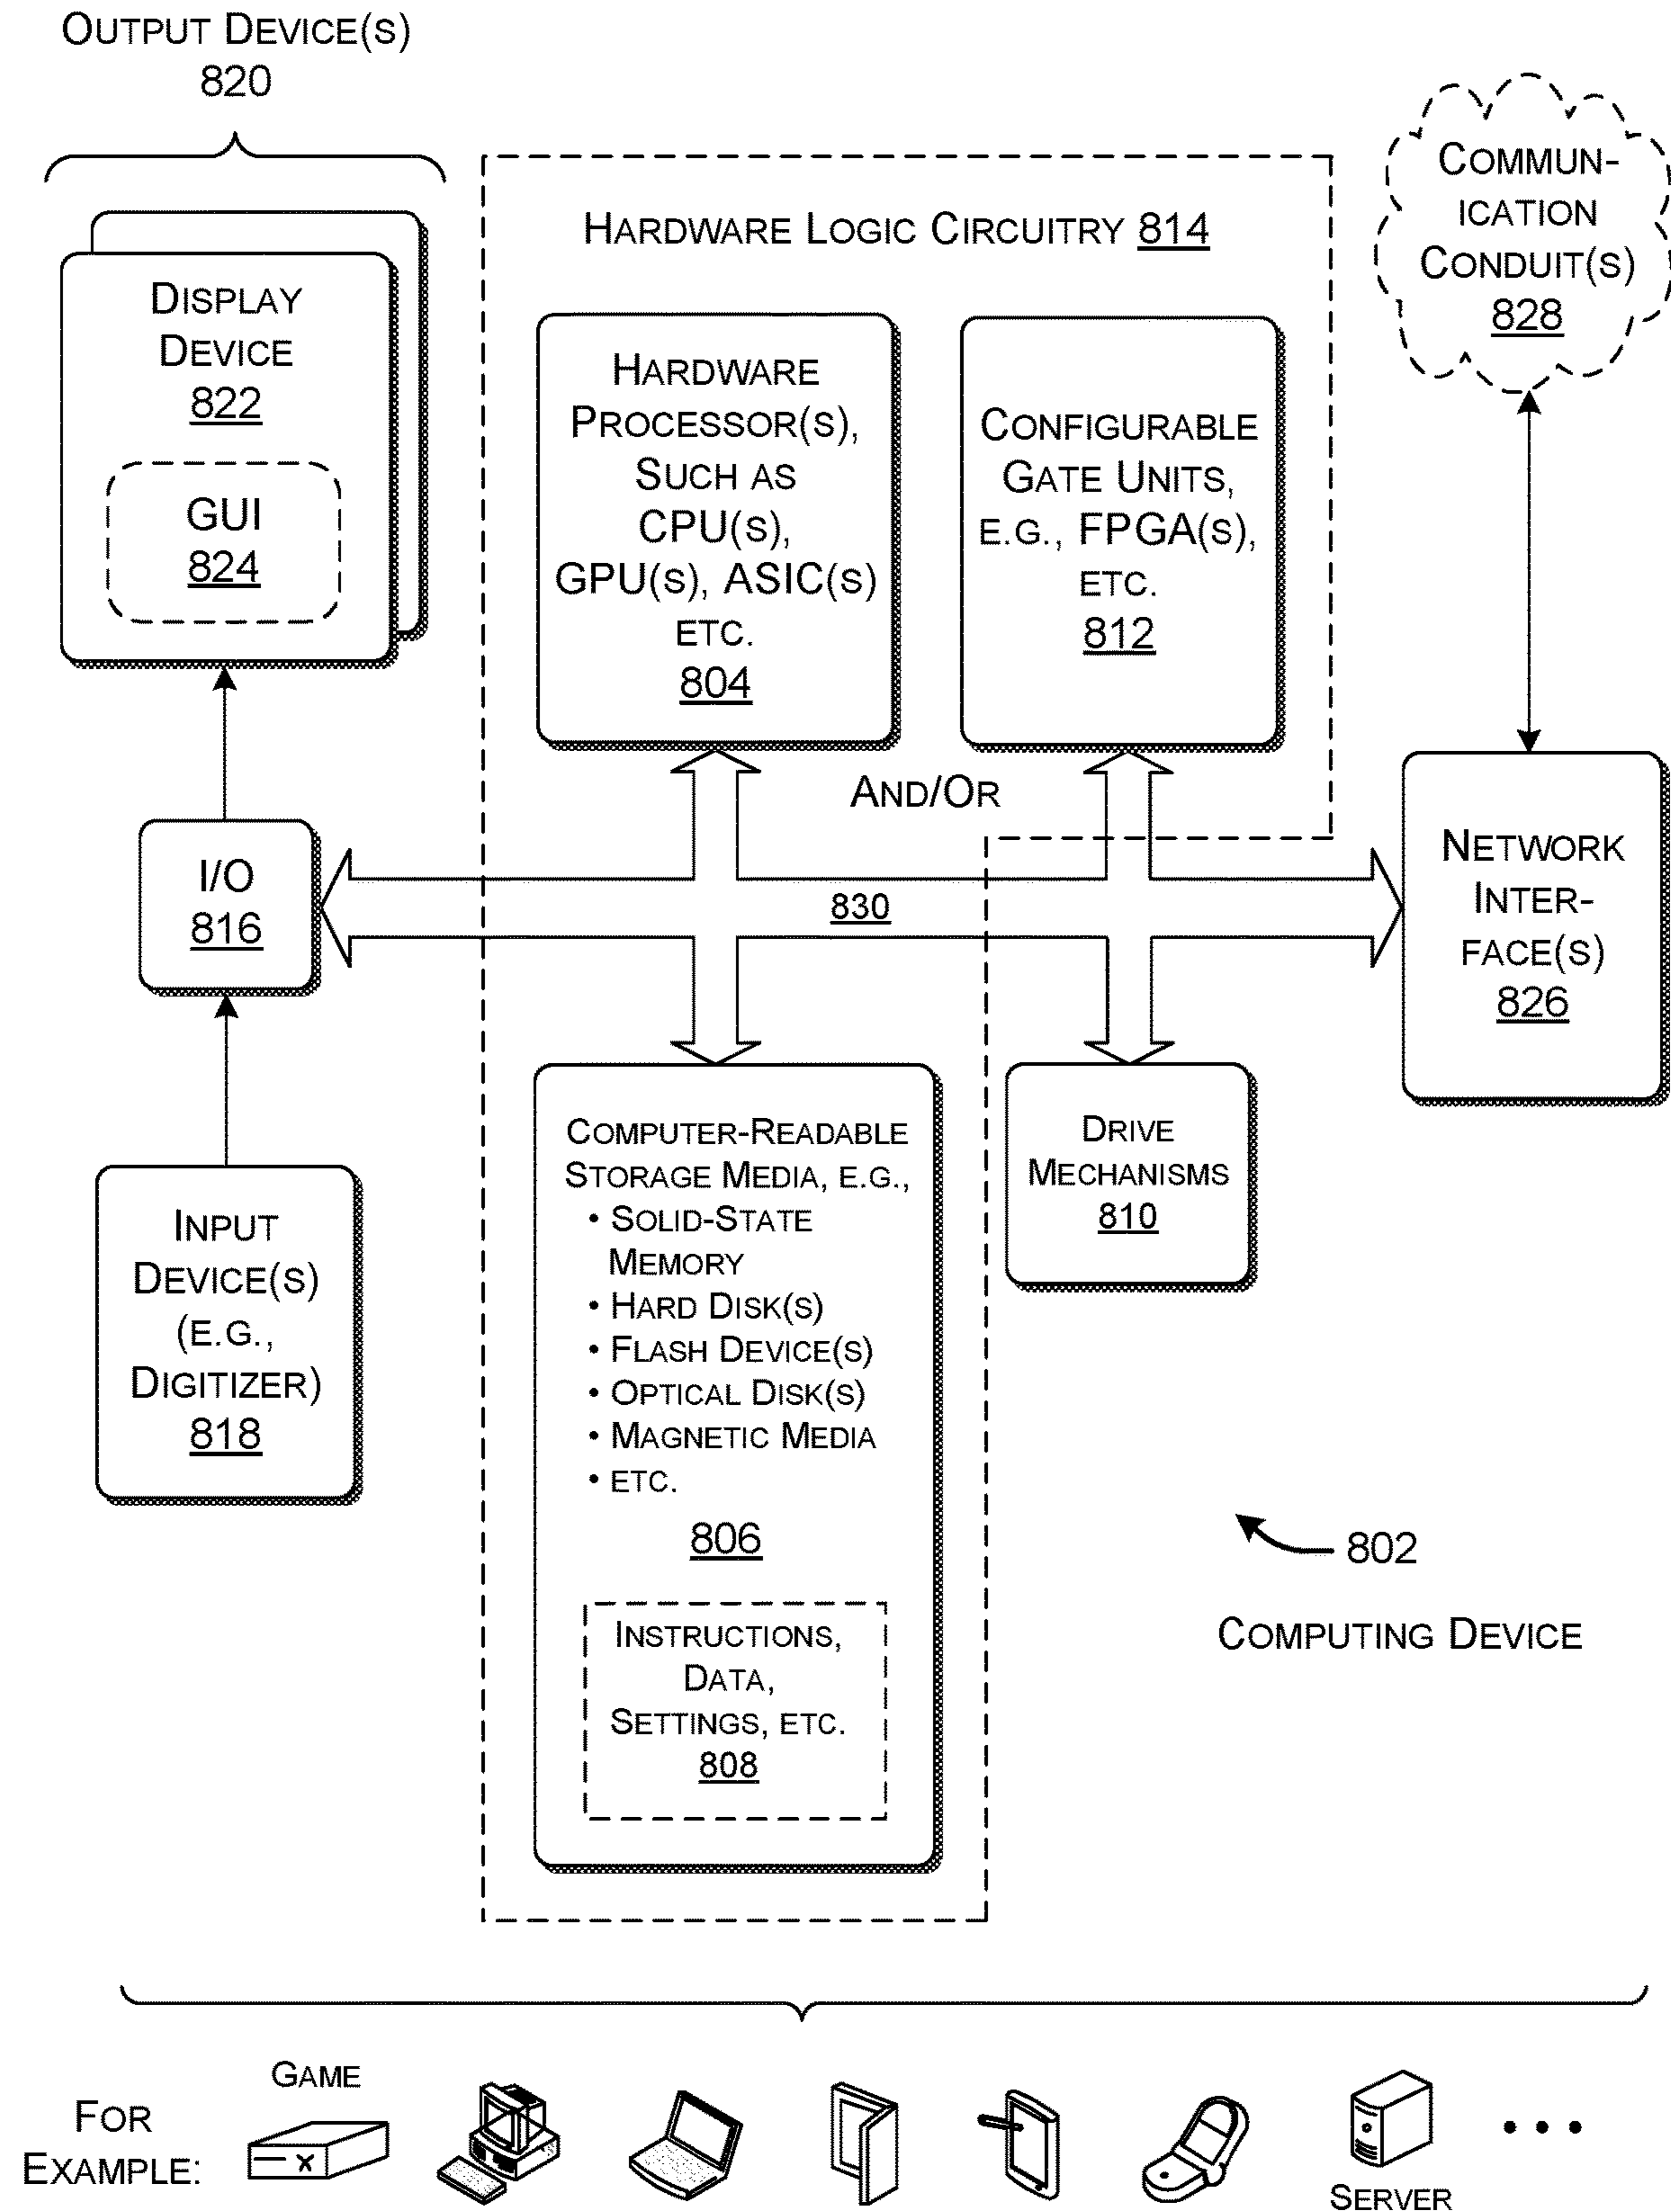 OUTPUT DEVICE(S)
820
DISPLAY
DEVICE
822
GUI
824
HARDWARE LOGIC CIRCUITRY 814
HARDWARE
PROCESSOR(S),
SUCH AS
CPU(S),
GPU(S), ASIC(S)
ETC.
804
CONFIGURABLE
GATE UNITS,
E.G., FPGA(S),
ETC.
812
COMMUN-
ICATION
CONDUIT(S)
828
AND/OR
I/O
816
830
NETWORK
INTER-
FACE(S)
826
INPUT
DEVICE(S)
(E.G.,
DIGITIZER)
818
COMPUTER-READABLE
STORAGE MEDIA, E.G.,
• SOLID-STATE
MEMORY
• HARD DISK(S)
• FLASH DEVICE(S)
• OPTICAL DISK(S)
• MAGNETIC MEDIA
• ETC.
806
INSTRUCTIONS,
DATA,
SETTINGS, ETC.
808
DRIVE
MECHANISMS
810
802
COMPUTING DEVICE
FOR
EXAMPLE:
GAME
X
SERVER
• • •